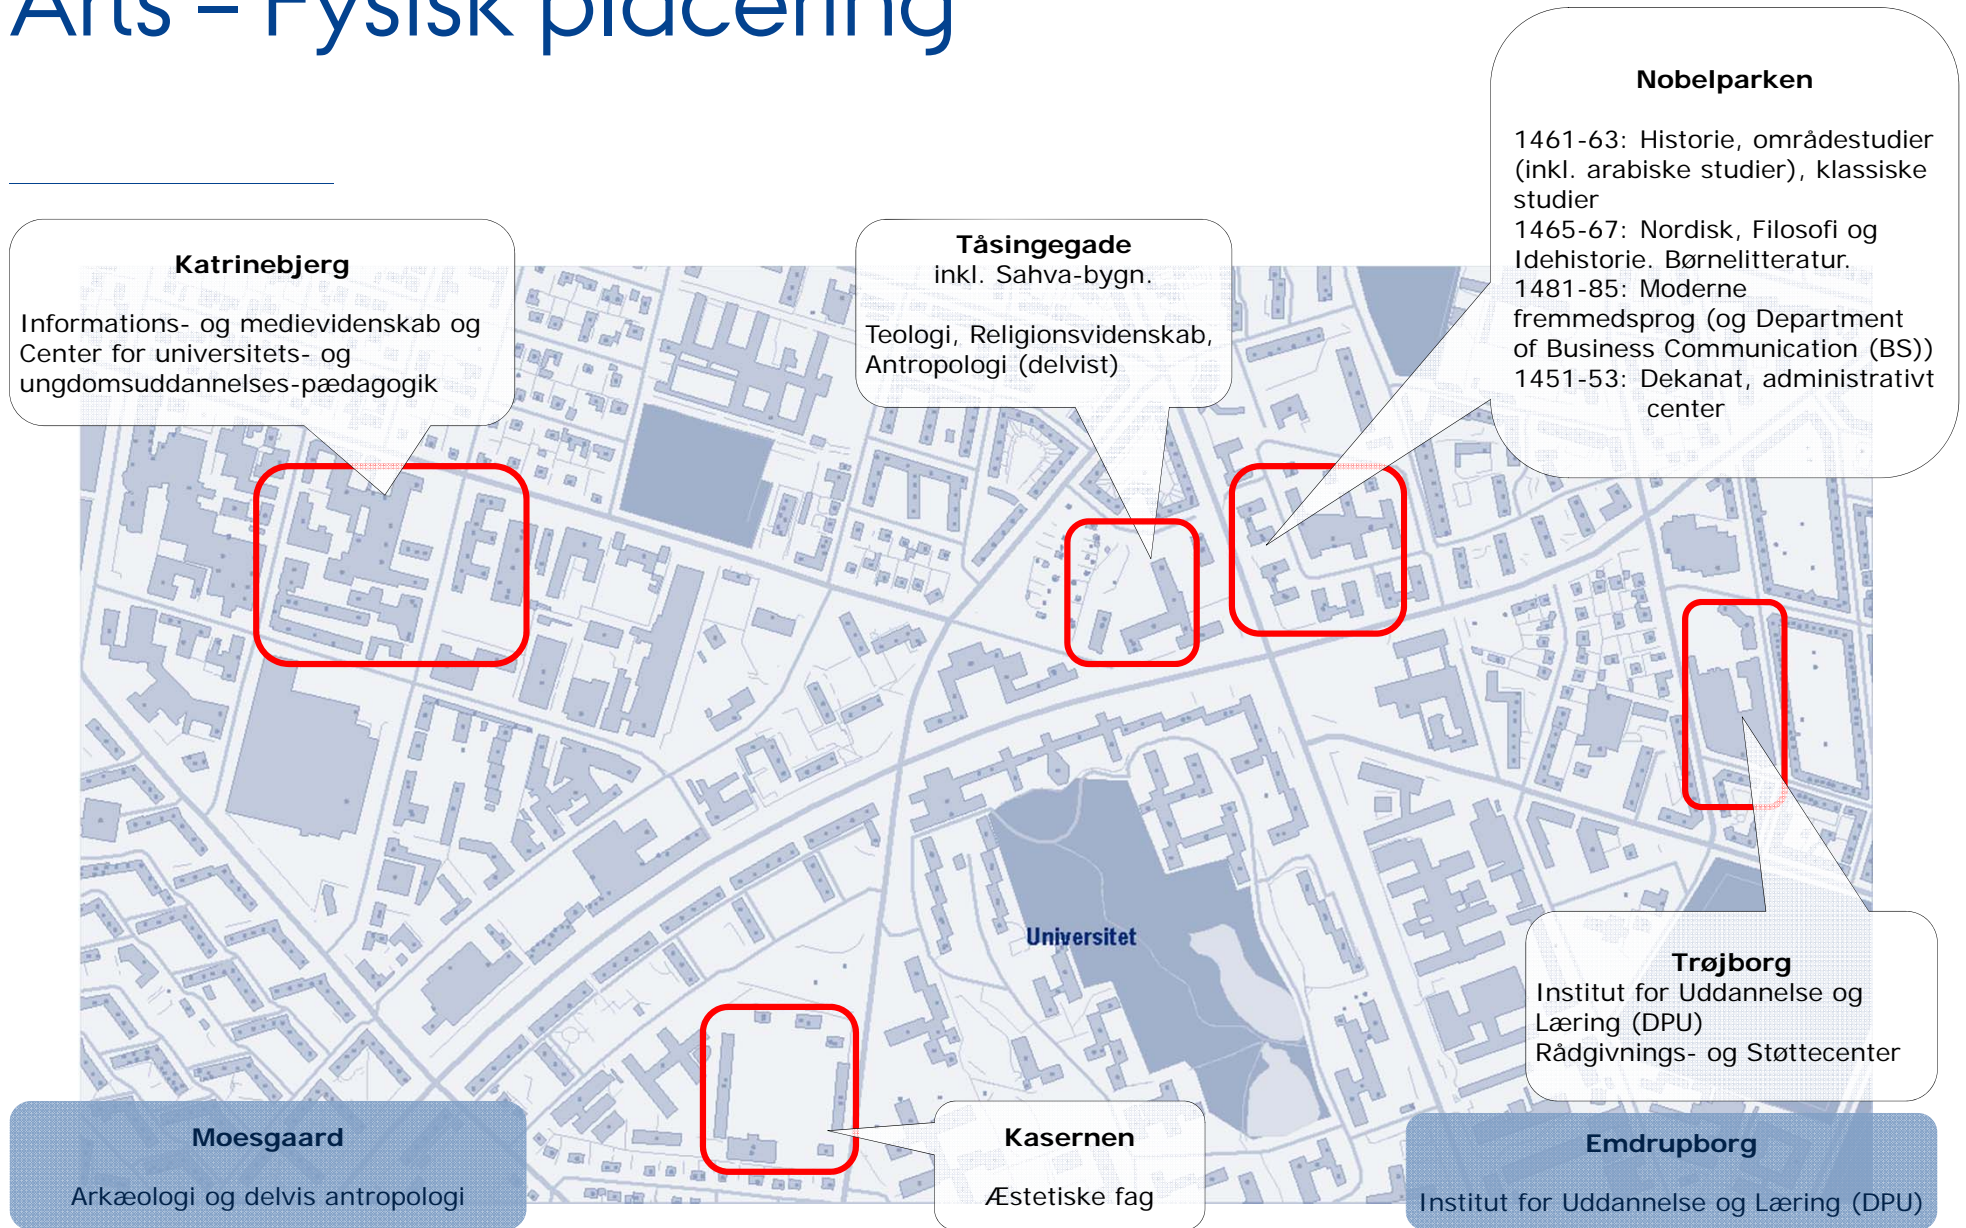 Arts – Fysisk placering
Nobelparken
1461-63: Historie, områdestudier
(inkl. arabiske studier), klassiske
studier
1465-67: Nordisk, Filosofi og
Idehistorie. Børnelitteratur.
1481-85: Moderne
fremmedsprog (og Department
of Business Communication (BS))
1451-53: Dekanat, administrativt
center
Katrinebjerg
Informations- og medievidenskab og
Center for universitets- og
ungdomsuddannelses-pædagogik
Tåsingegade
inkl. Sahva-bygn.
Teologi, Religionsvidenskab,
Antropologi (delvist)
Universitet
Trøjborg
Institut for Uddannelse og
Læring (DPU)
Rådgivnings- og Støttecenter
Moesgaard
Arkæologi og delvis antropologi
Kasernen
Æstetiske fag
Emdrupborg
Institut for Uddannelse og Læring (DPU)